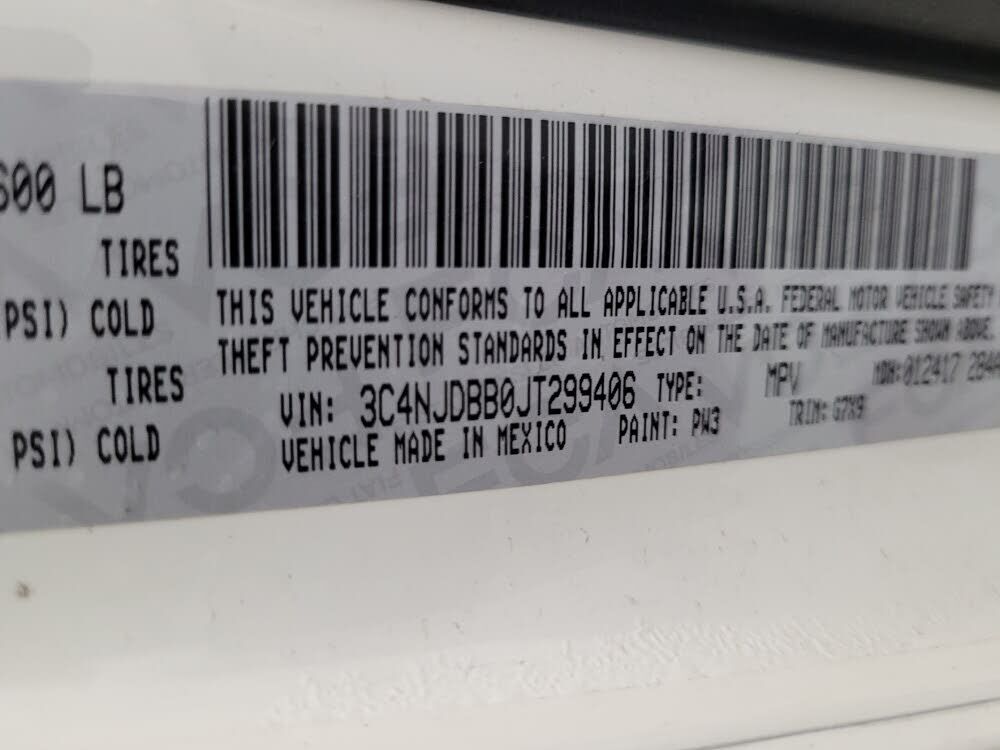 600 LB
TIRES
PSI) COLD
TIRES
PSI) COLD
THIS VEHICLE CONFORMS TO ALL APPLICABLE U.S.A. FEDERAL MOTOR VEHICLE SAFETY
THEFT PREVENTION STANDARDS IN EFFECT ON THE DATE OF MANUFACTURE SHOWN ABOVE.
VIN: 3C4NJDBB0JT299406 TYPE: MPV MDH: 012417
VEHICLE MADE IN MEXICO PAINT: PW3 TRIM: G7X9